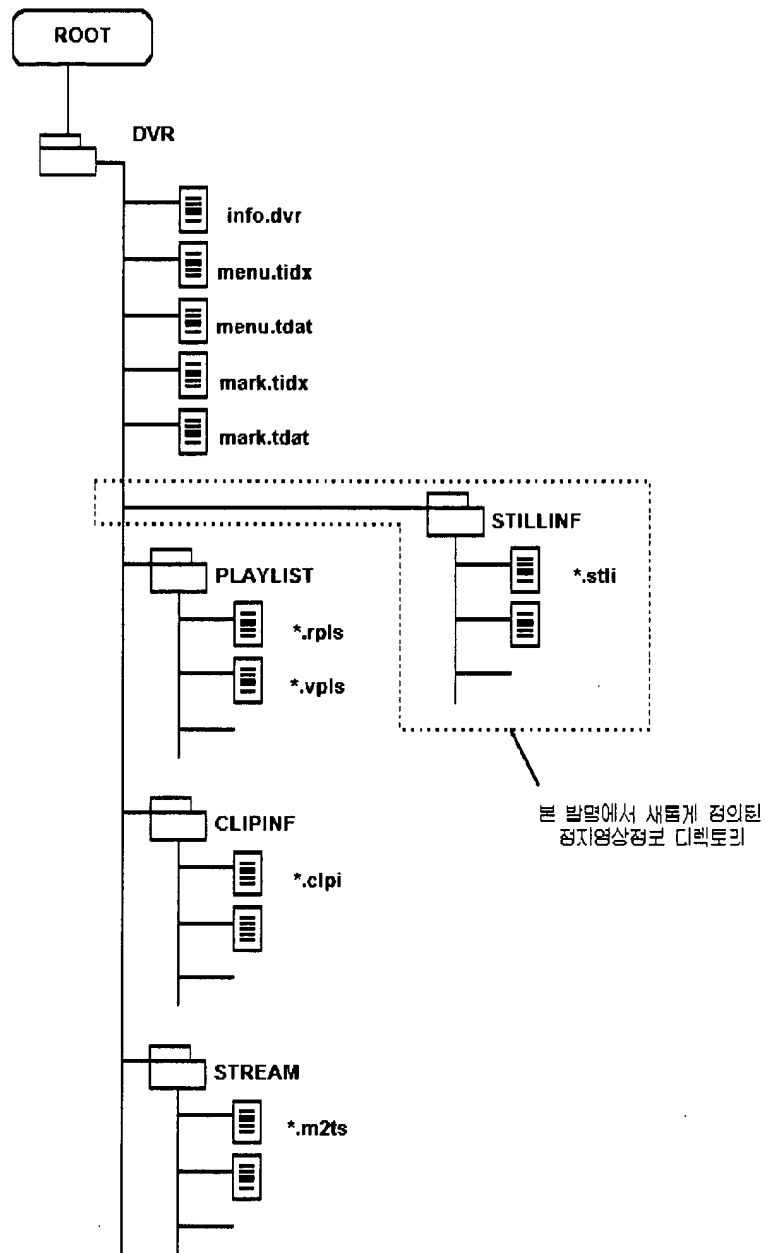 ROOT
DVR
info.dvr
menu.tidx
menu.tdat
mark.tidx
mark.tdat
STILLINF
*.stli
PLAYLIST
*.rpls
*.vpls
본 발명에서 새롭게 정의된
정지영상정보 디렉토리
CLIPINF
*.clpi
STREAM
*.m2ts